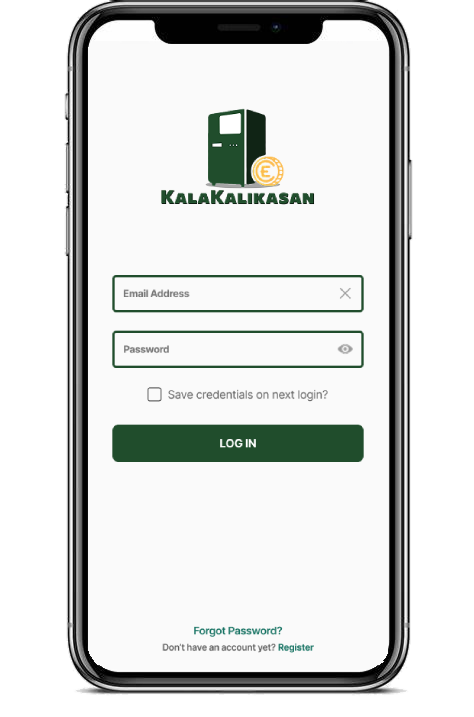 KALAKALIKASAN
Email Address
Password
Save credentials on next login?
LOG IN
Forgot Password?
Don't have an account yet? Register